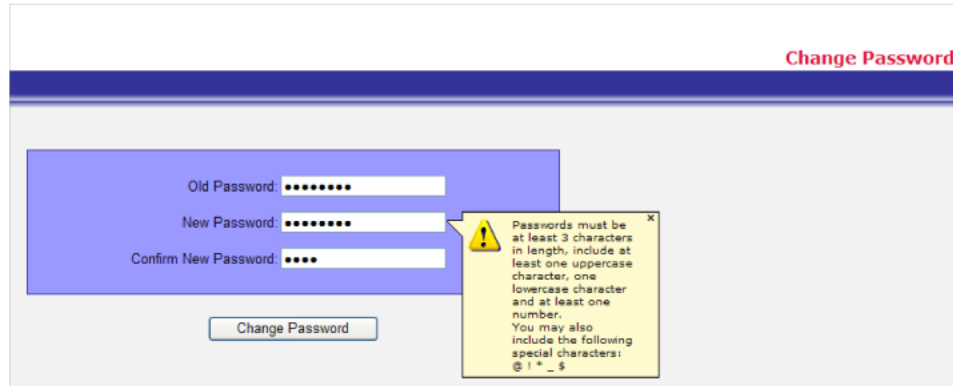 Change Password
Old Password: ••••••••
New Password: ••••••••
Confirm New Password: ••••
Change Password
x
Passwords must be
at least 3 characters
in length, include at
least one uppercase
character, one
lowercase character
and at least one
number.
You may also
include the following
special characters:
@ ! * _ $